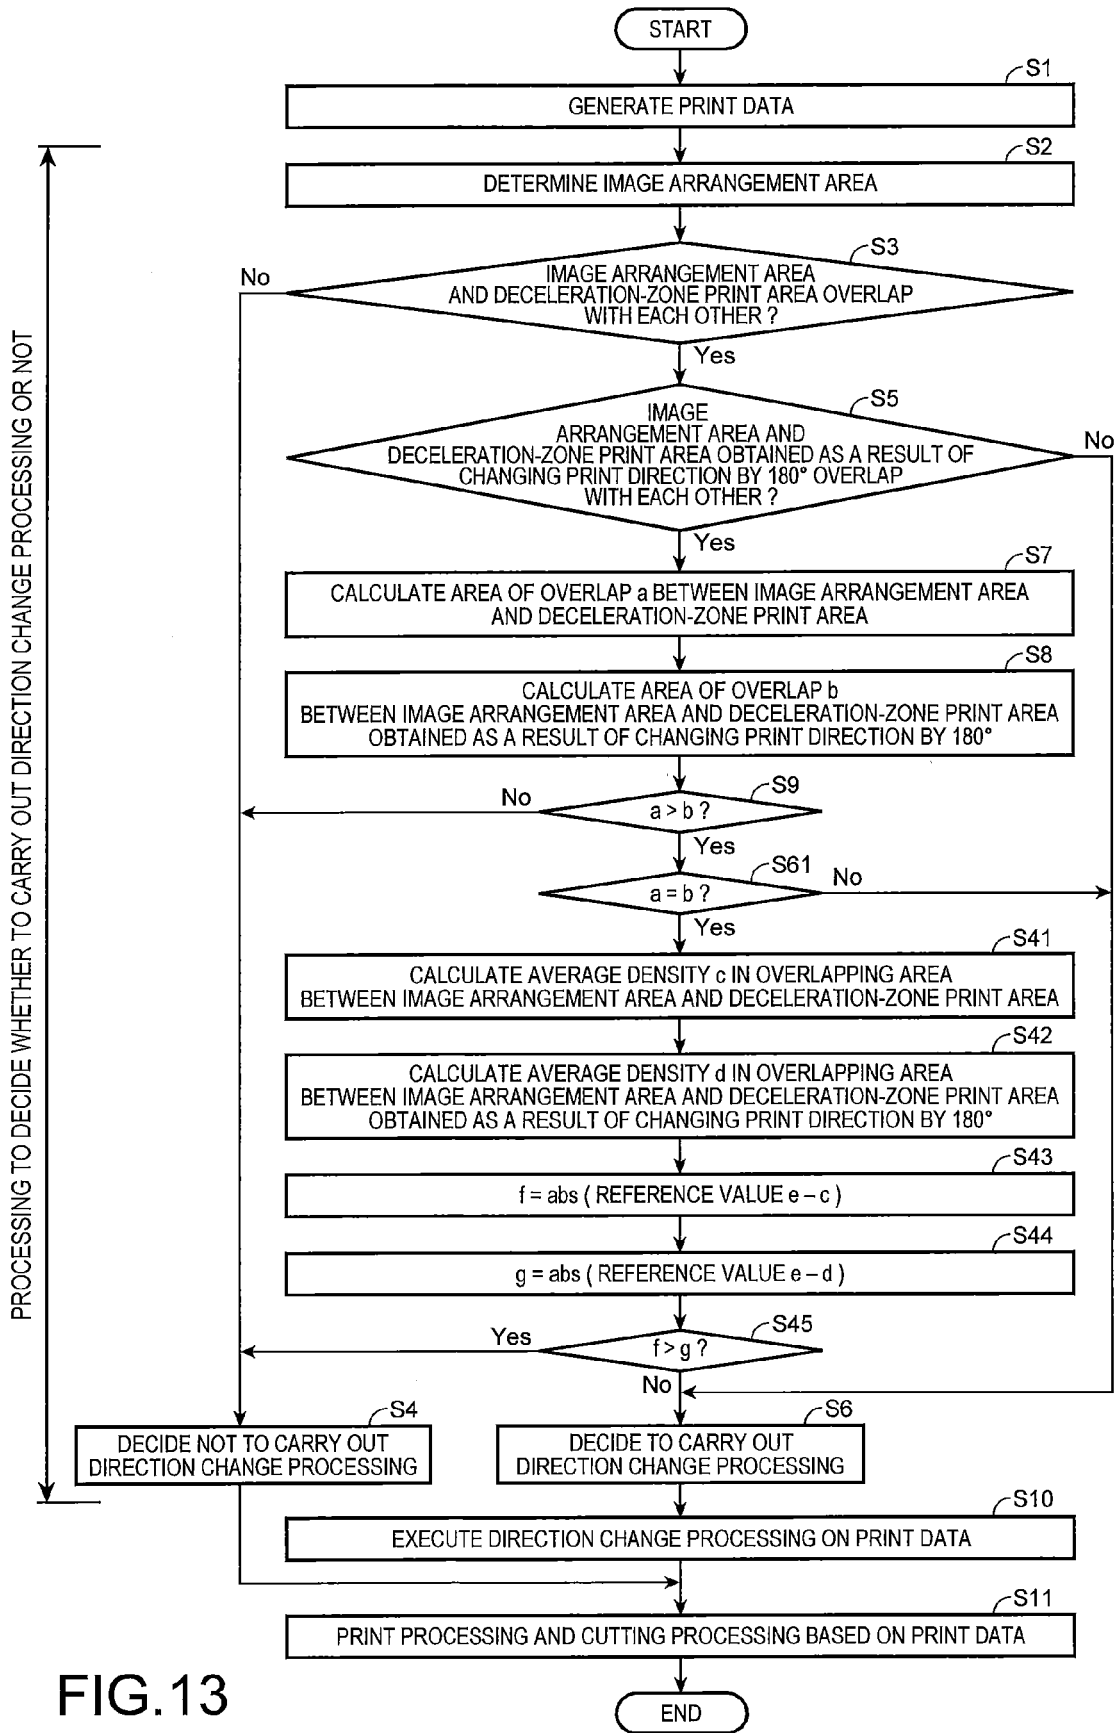 START
S1
GENERATE PRINT DATA
S2
DETERMINE IMAGE ARRANGEMENT AREA
S3
No
IMAGE ARRANGEMENT AREA
AND DECELERATION-ZONE PRINT AREA OVERLAP
WITH EACH OTHER ?
Yes
S5
IMAGE
ARRANGEMENT AREA AND
DECELERATION-ZONE PRINT AREA OBTAINED AS A RESULT OF
CHANGING PRINT DIRECTION BY 180° OVERLAP
WITH EACH OTHER ?
No
Yes
S7
CALCULATE AREA OF OVERLAP a BETWEEN IMAGE ARRANGEMENT AREA
AND DECELERATION-ZONE PRINT AREA
S8
CALCULATE AREA OF OVERLAP b
BETWEEN IMAGE ARRANGEMENT AREA AND DECELERATION-ZONE PRINT AREA
OBTAINED AS A RESULT OF CHANGING PRINT DIRECTION BY 180°
S9
No
a > b ?
Yes
S61
a = b ?
No
Yes
S41
CALCULATE AVERAGE DENSITY c IN OVERLAPPING AREA
BETWEEN IMAGE ARRANGEMENT AREA AND DECELERATION-ZONE PRINT AREA
S42
CALCULATE AVERAGE DENSITY d IN OVERLAPPING AREA
BETWEEN IMAGE ARRANGEMENT AREA AND DECELERATION-ZONE PRINT AREA
OBTAINED AS A RESULT OF CHANGING PRINT DIRECTION BY 180°
S43
f = abs ( REFERENCE VALUE e – c )
S44
g = abs ( REFERENCE VALUE e – d )
S45
Yes
f > g ?
No
S4
DECIDE NOT TO CARRY OUT
DIRECTION CHANGE PROCESSING
S6
DECIDE TO CARRY OUT
DIRECTION CHANGE PROCESSING
S10
EXECUTE DIRECTION CHANGE PROCESSING ON PRINT DATA
S11
PRINT PROCESSING AND CUTTING PROCESSING BASED ON PRINT DATA
END
PROCESSING TO DECIDE WHETHER TO CARRY OUT DIRECTION CHANGE PROCESSING OR NOT
FIG.13